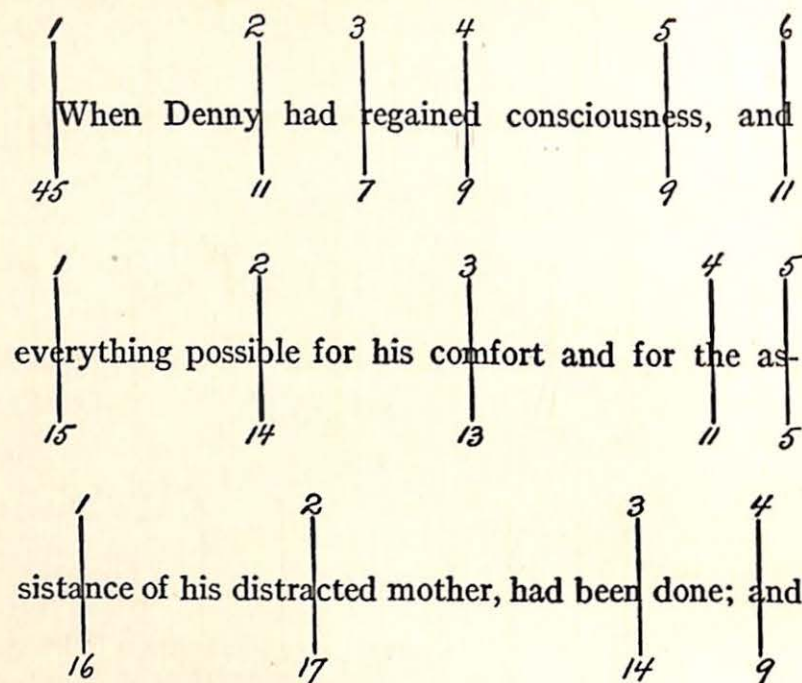 1 2 3 4 5 6
When Denny had regained consciousness, and
45 11 7 9 9 11
1 2 3 4 5
everything possible for his comfort and for the as-
15 14 13 11 5
1 2 3 4
sistance of his distracted mother, had been done; and
16 17 14 9